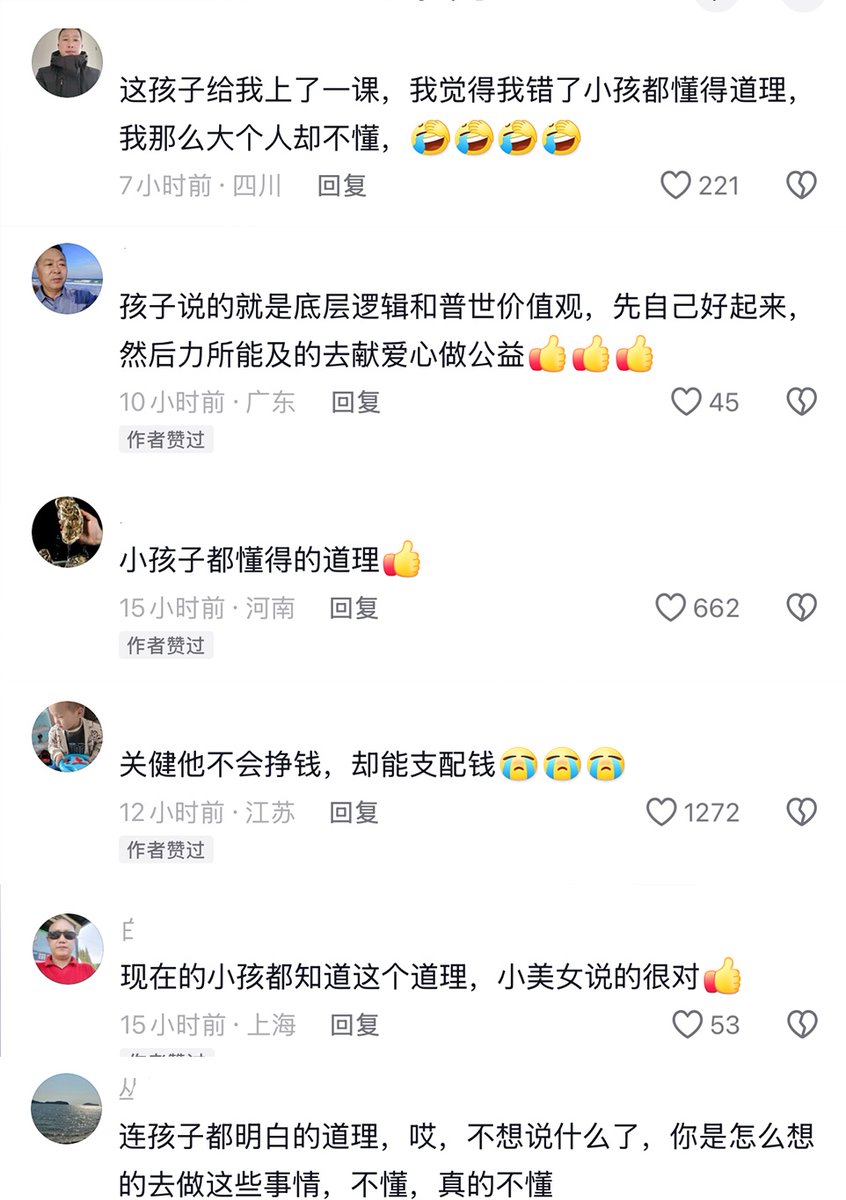 这孩子给我上了一课，我觉得我错了小孩都懂得道理，
我那么大个人却不懂，🤣🤣🤣🤣
7小时前·四川 回复 221
孩子说的就是底层逻辑和普世价值观，先自己好起来，
然后力所能及的去献爱心做公益👍👍👍
10小时前·广东 回复 45
作者赞过
小孩子都懂得的道理👍
15小时前·河南 回复 662
作者赞过
关健他不会挣钱，却能支配钱😭😭😭
12小时前·江苏 回复 1272
作者赞过
现在的小孩都知道这个道理，小美女说的很对👍
15小时前·上海 回复 53
连孩子都明白的道理，哎，不想说什么了，你是怎么想
的去做这些事情，不懂，真的不懂